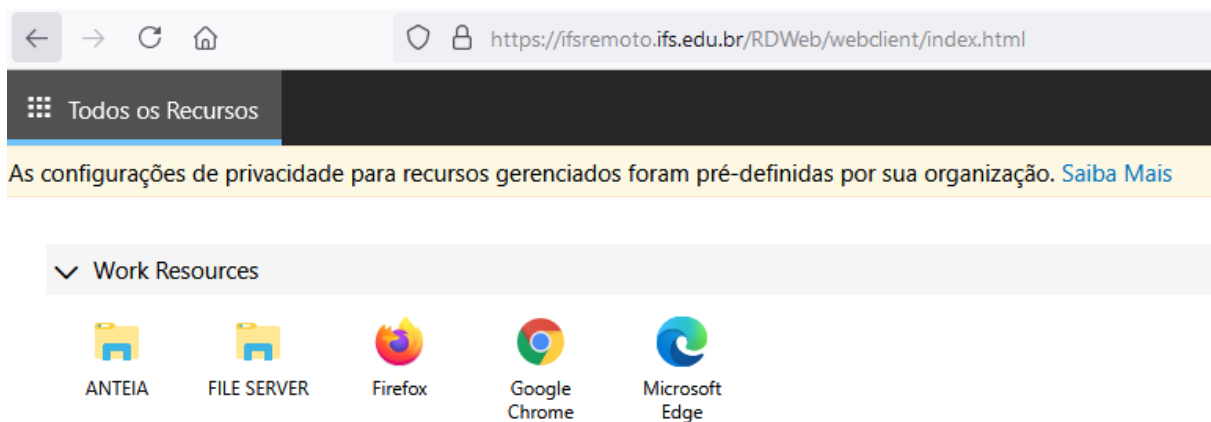 https://ifsremoto.ifs.edu.br/RDWeb/webclient/index.html
Todos os Recursos
As configurações de privacidade para recursos gerenciados foram pré-definidas por sua organização. Saiba Mais
Work Resources
ANTEIA FILE SERVER Firefox Google Microsoft
Chrome Edge